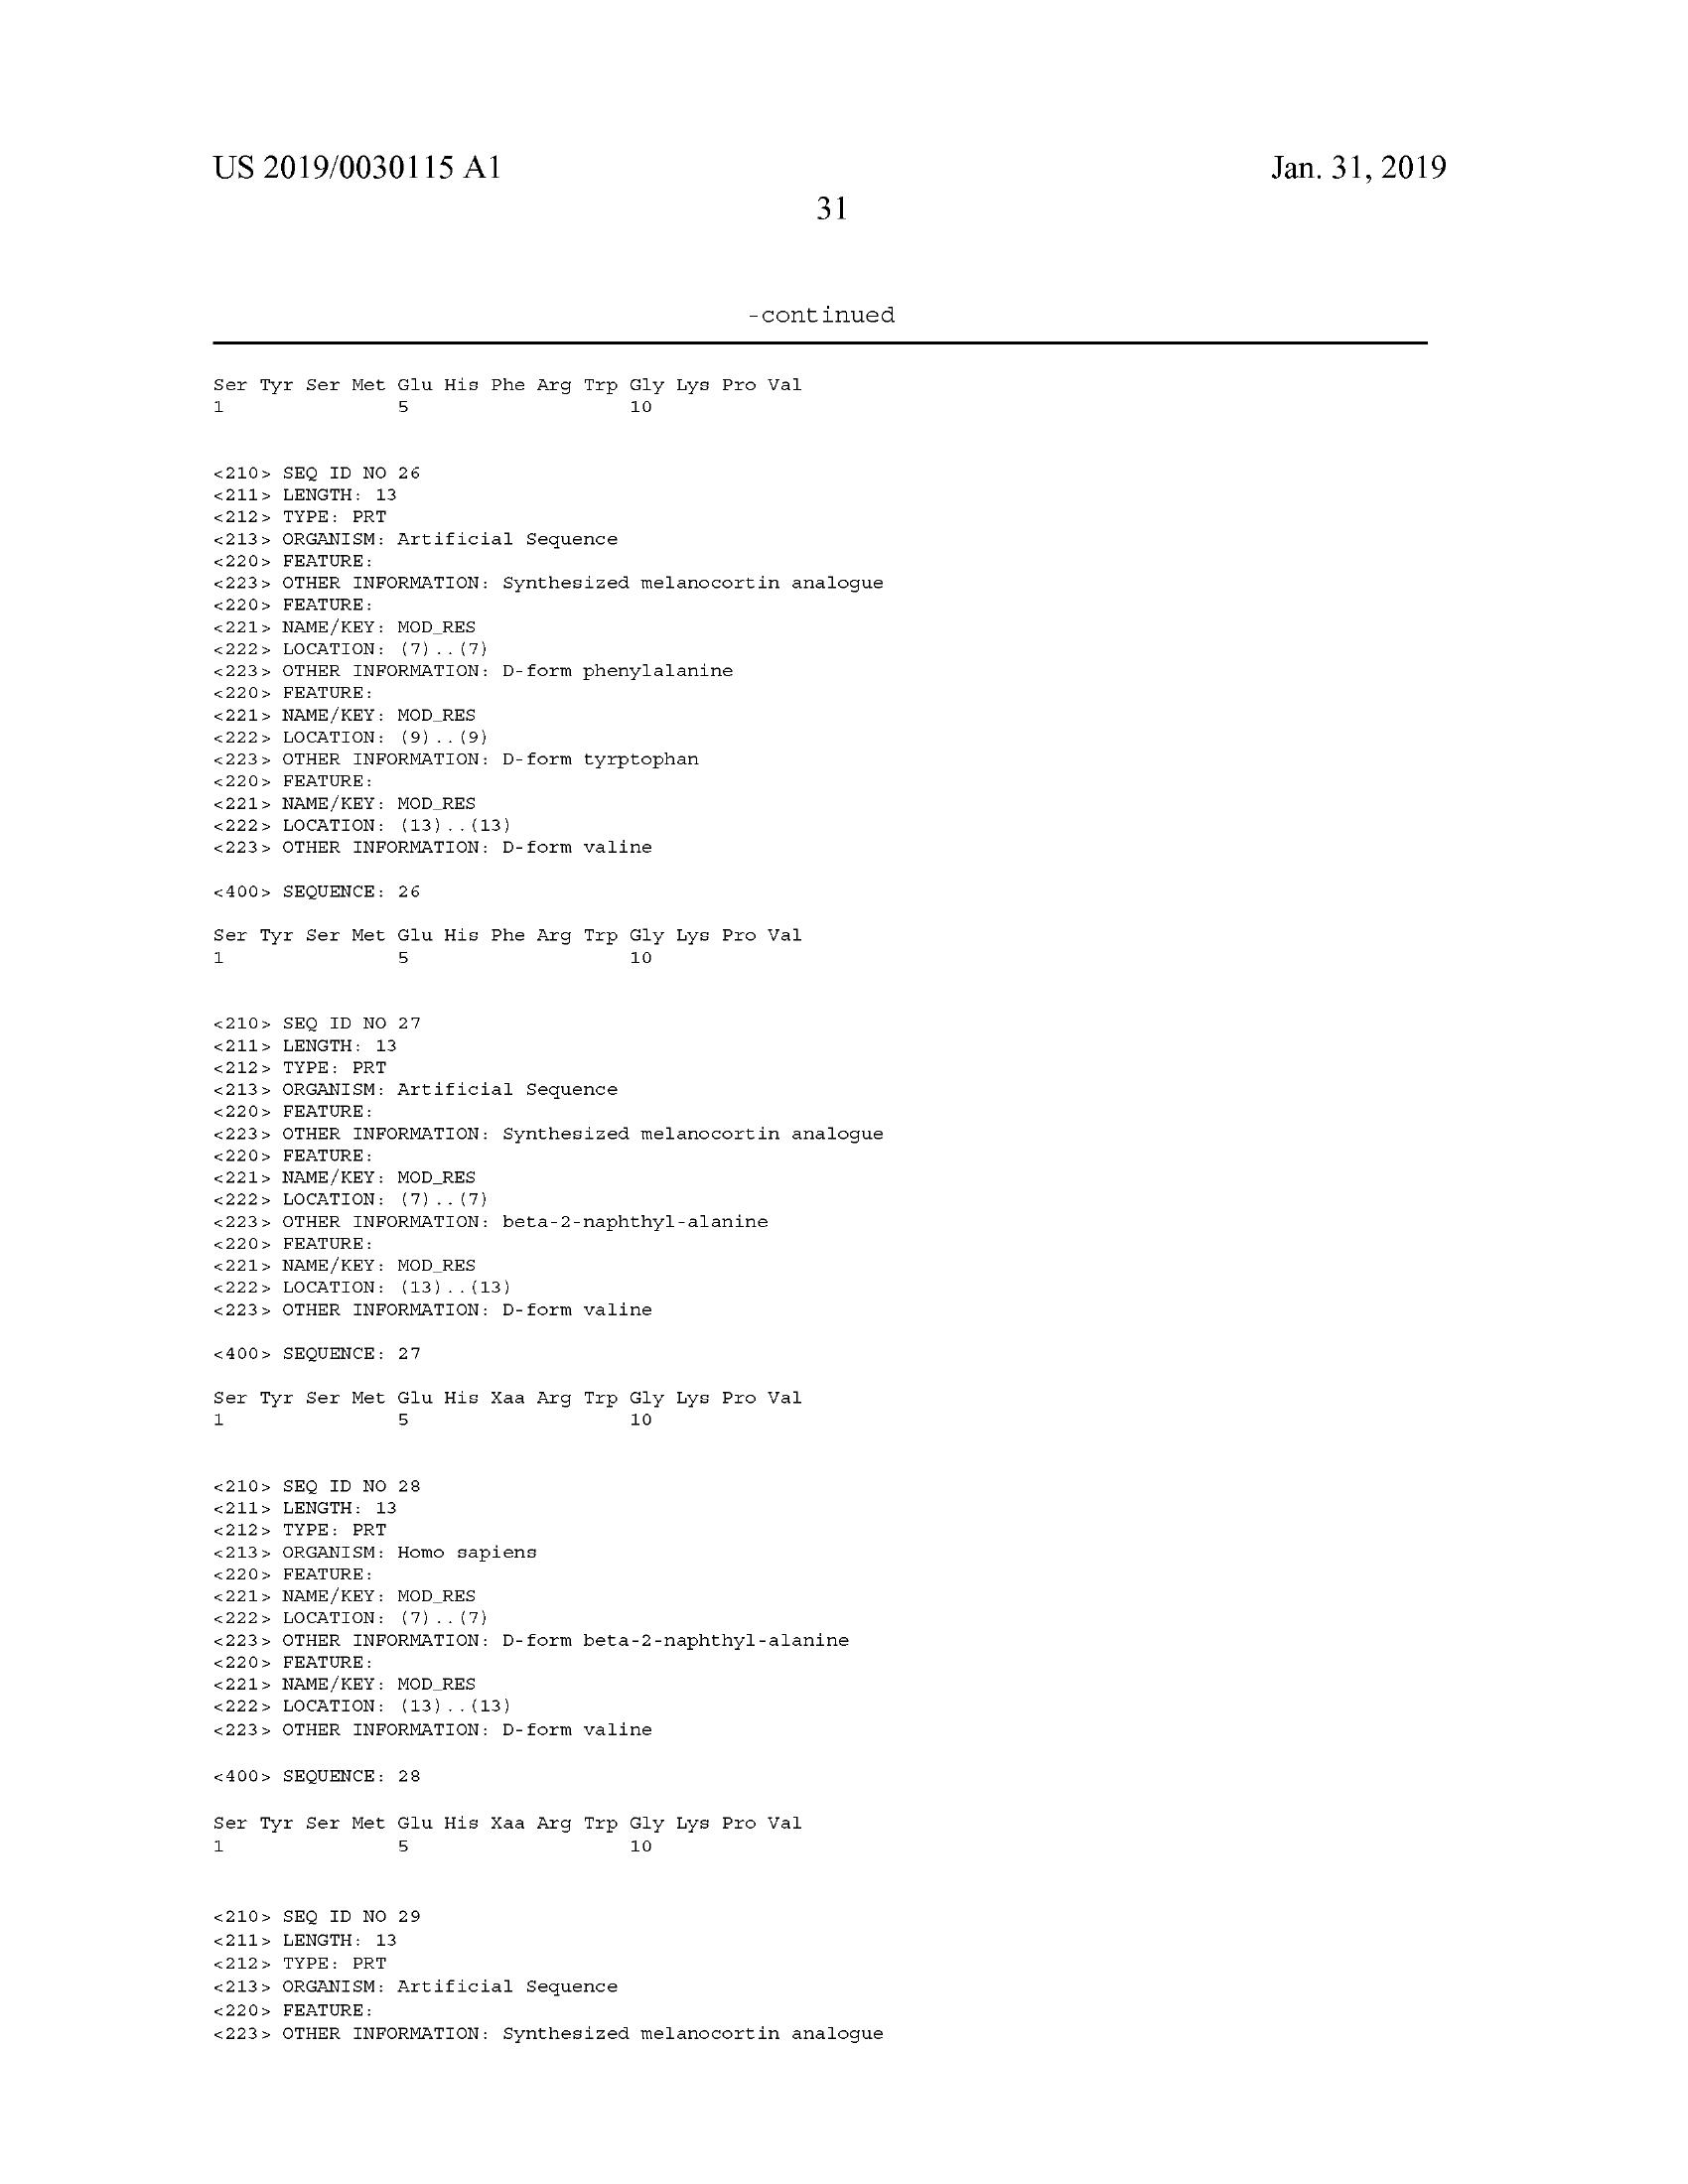 US 2019/0030115 A1 Jan. 31, 2019
31
-continued
Ser Tyr Ser Met Glu His Phe Arg Trp Gly Lys Pro Val
1 5 10
<210> SEQ ID NO 26
<211> LENGTH: 13
<212> TYPE: PRT
<213> ORGANISM: Artificial Sequence
<220> FEATURE:
<223> OTHER INFORMATION: Synthesized melanocortin analogue
<220> FEATURE:
<221> NAME/KEY: MOD_RES
<222> LOCATION: (7)..(7)
<223> OTHER INFORMATION: D-form phenylalanine
<220> FEATURE:
<221> NAME/KEY: MOD_RES
<222> LOCATION: (9)..(9)
<223> OTHER INFORMATION: D-form tyrptophan
<220> FEATURE:
<221> NAME/KEY: MOD_RES
<222> LOCATION: (13)..(13)
<223> OTHER INFORMATION: D-form valine
<400> SEQUENCE: 26
Ser Tyr Ser Met Glu His Phe Arg Trp Gly Lys Pro Val
1 5 10
<210> SEQ ID NO 27
<211> LENGTH: 13
<212> TYPE: PRT
<213> ORGANISM: Artificial Sequence
<220> FEATURE:
<223> OTHER INFORMATION: Synthesized melanocortin analogue
<220> FEATURE:
<221> NAME/KEY: MOD_RES
<222> LOCATION: (7)..(7)
<223> OTHER INFORMATION: beta-2-naphthyl-alanine
<220> FEATURE:
<221> NAME/KEY: MOD_RES
<222> LOCATION: (13)..(13)
<223> OTHER INFORMATION: D-form valine
<400> SEQUENCE: 27
Ser Tyr Ser Met Glu His Xaa Arg Trp Gly Lys Pro Val
1 5 10
<210> SEQ ID NO 28
<211> LENGTH: 13
<212> TYPE: PRT
<213> ORGANISM: Homo sapiens
<220> FEATURE:
<221> NAME/KEY: MOD_RES
<222> LOCATION: (7)..(7)
<223> OTHER INFORMATION: D-form beta-2-naphthyl-alanine
<220> FEATURE:
<221> NAME/KEY: MOD_RES
<222> LOCATION: (13)..(13)
<223> OTHER INFORMATION: D-form valine
<400> SEQUENCE: 28
Ser Tyr Ser Met Glu His Xaa Arg Trp Gly Lys Pro Val
1 5 10
<210> SEQ ID NO 29
<211> LENGTH: 13
<212> TYPE: PRT
<213> ORGANISM: Artificial Sequence
<220> FEATURE:
<223> OTHER INFORMATION: Synthesized melanocortin analogue